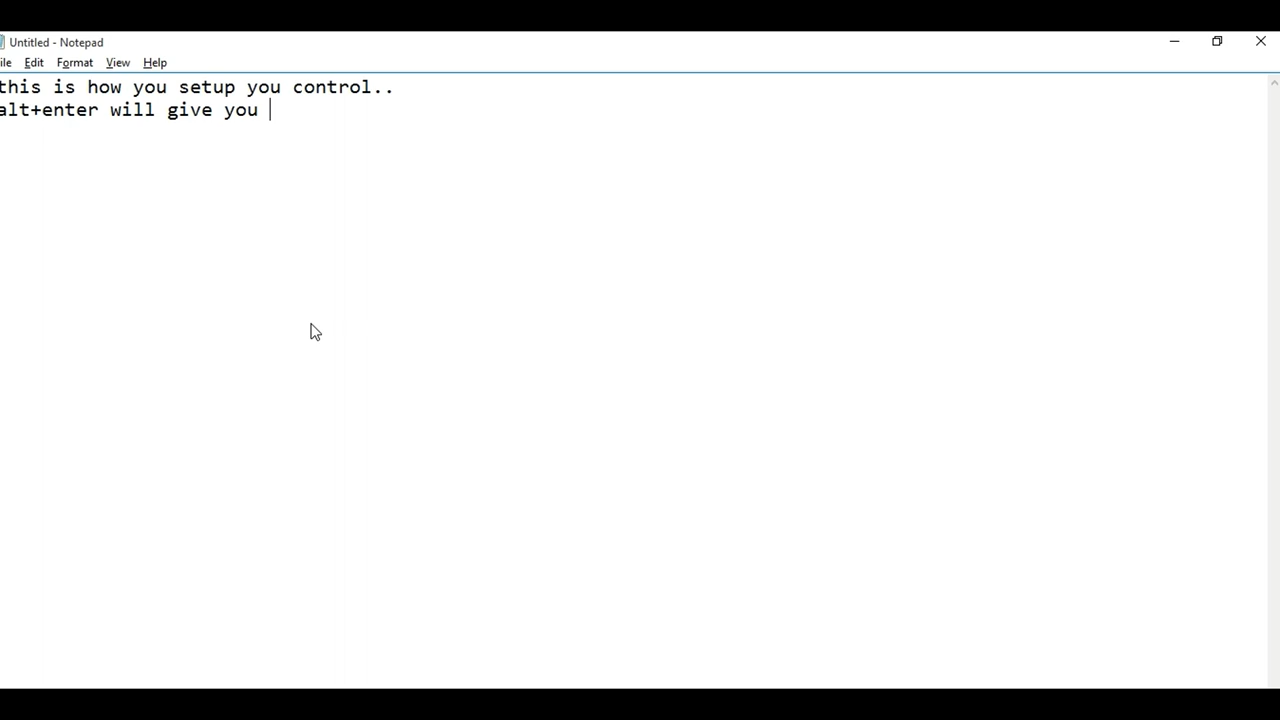 Untitled - Notepad
ile Edit Format View Help
this is how you setup you control..
alt+enter will give you